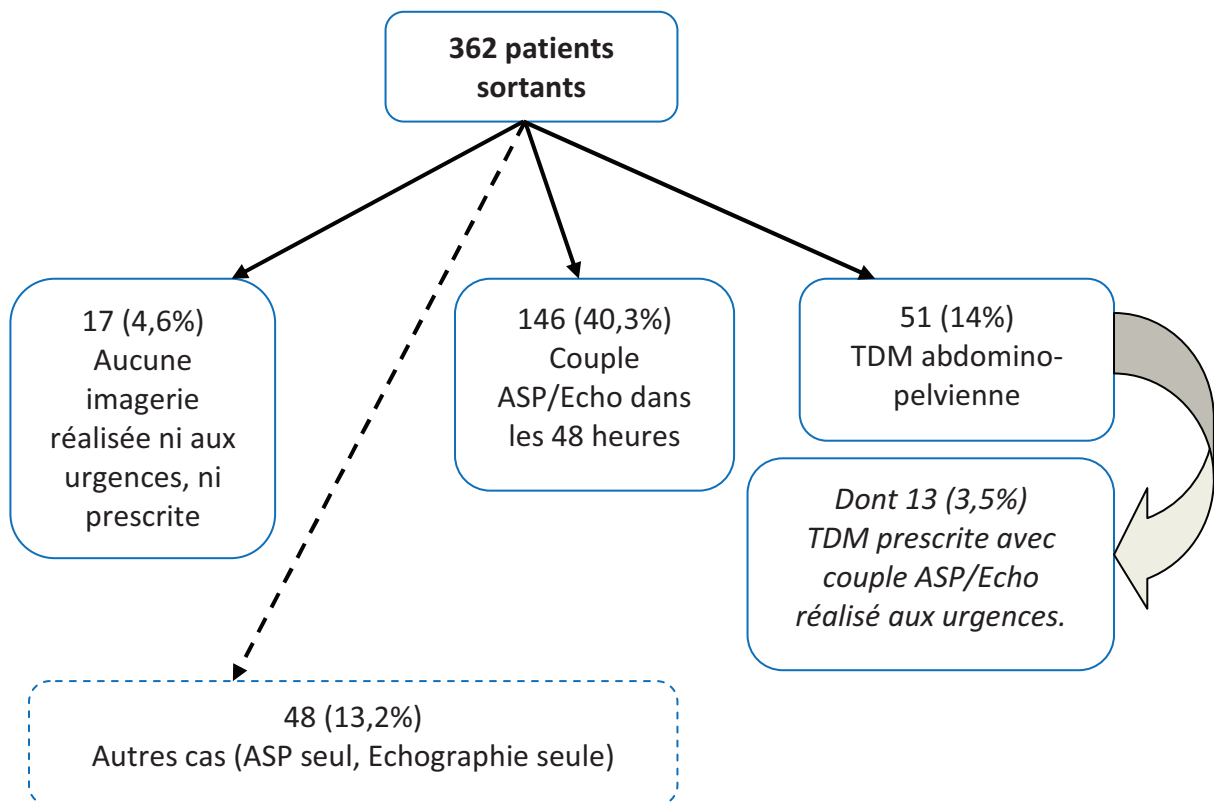 362 patients
sortants
17 (4,6%)
Aucune
imagerie
réalisée ni aux
urgences, ni
prescrite
146 (40,3%)
Couple
ASP/Echo dans
les 48 heures
51 (14%)
TDM abdomino-
pelvienne
Dont 13 (3,5%)
TDM prescrite avec
couple ASP/Echo
réalisé aux urgences.
48 (13,2%)
Autres cas (ASP seul, Echographie seule)